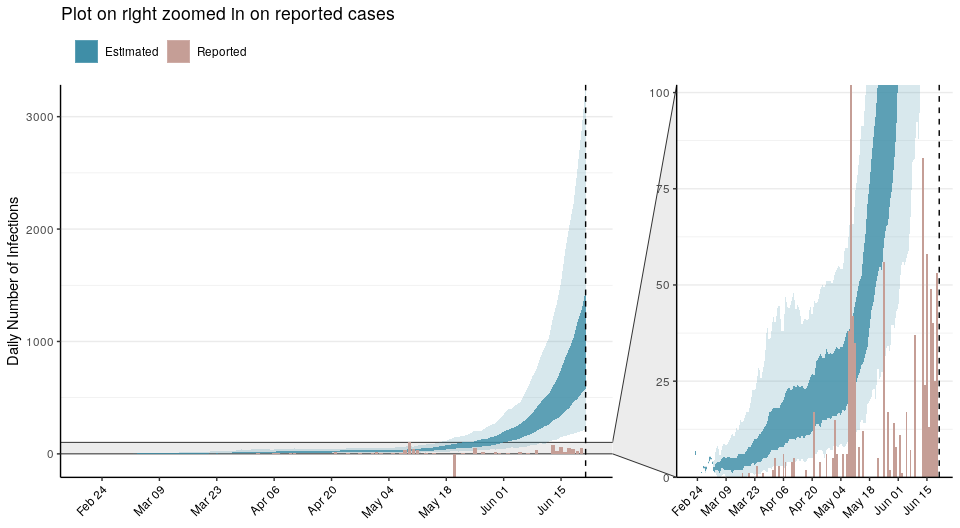 Plot on right zoomed in on reported cases
Estimated Reported
Daily Number of Infections
3000
2000
1000
0
Feb 24 Mar 09 Mar 23 Apr 06 Apr 20 May 04 May 18 Jun 01 Jun 15
100
75
50
25
0
Feb 24 Mar 09 Mar 23 Apr 06 Apr 20 May 04 May 18 Jun 01 Jun 15